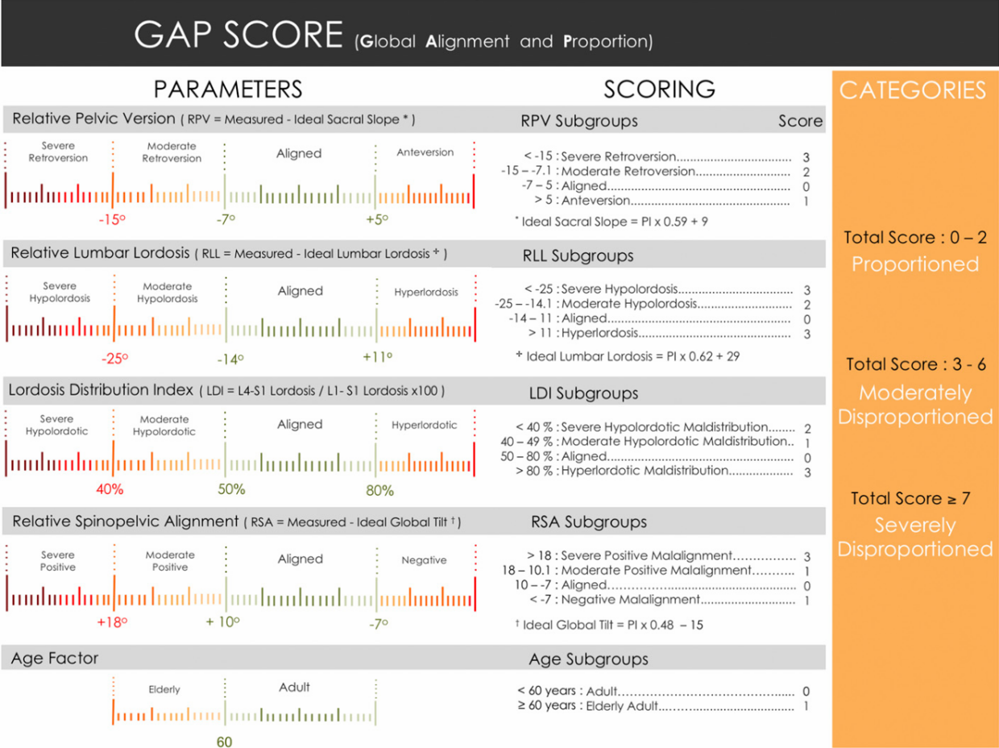 GAP SCORE (Global Alignment and Proportion)
PARAMETERS
SCORING
CATEGORIES
Relative Pelvic Version ( RPV = Measured - Ideal Sacral Slope * )
RPV Subgroups Score
Severe Retroversion
Moderate Retroversion
Aligned
Anteversion
-15° -7° +5°
< -15 : Severe Retroversion 3
-15 – -7.1 : Moderate Retroversion 2
-7 – 5 : Aligned 0
> 5 : Anteversion 1
* Ideal Sacral Slope = PI x 0.59 + 9
Relative Lumbar Lordosis ( RLL = Measured - Ideal Lumbar Lordosis ✢ )
RLL Subgroups
Severe Hypolordosis
Moderate Hypolordosis
Aligned
Hyperlordosis
-25° -14° +11°
< -25 : Severe Hypolordosis 3
-25 – -14.1 : Moderate Hypolordosis 2
-14 – 11 : Aligned 0
> 11 : Hyperlordosis 3
✢ Ideal Lumbar Lordosis = PI x 0.62 + 29
Lordosis Distribution Index ( LDI = L4-S1 Lordosis / L1- S1 Lordosis x100 )
LDI Subgroups
Severe Hypolordotic
Moderate Hypolordotic
Aligned
Hyperlordotic
40% 50% 80%
< 40 % : Severe Hypolordotic Maldistribution 2
40 – 49 % : Moderate Hypolordotic Maldistribution 1
50 – 80 % : Aligned 0
> 80 % : Hyperlordotic Maldistribution 3
Relative Spinopelvic Alignment ( RSA = Measured - Ideal Global Tilt † )
RSA Subgroups
Severe Positive
Moderate Positive
Aligned
Negative
+18° + 10° -7°
> 18 : Severe Positive Malalignment 3
18 – 10.1 : Moderate Positive Malalignment 1
10 – -7 : Aligned 0
< -7 : Negative Malalignment 1
† Ideal Global Tilt = PI x 0.48 – 15
Age Factor
Age Subgroups
Elderly
Adult
60
< 60 years : Adult 0
≥ 60 years : Elderly Adult 1
Total Score : 0 – 2
Proportioned
Total Score : 3 - 6
Moderately
Disproportioned
Total Score ≥ 7
Severely
Disproportioned